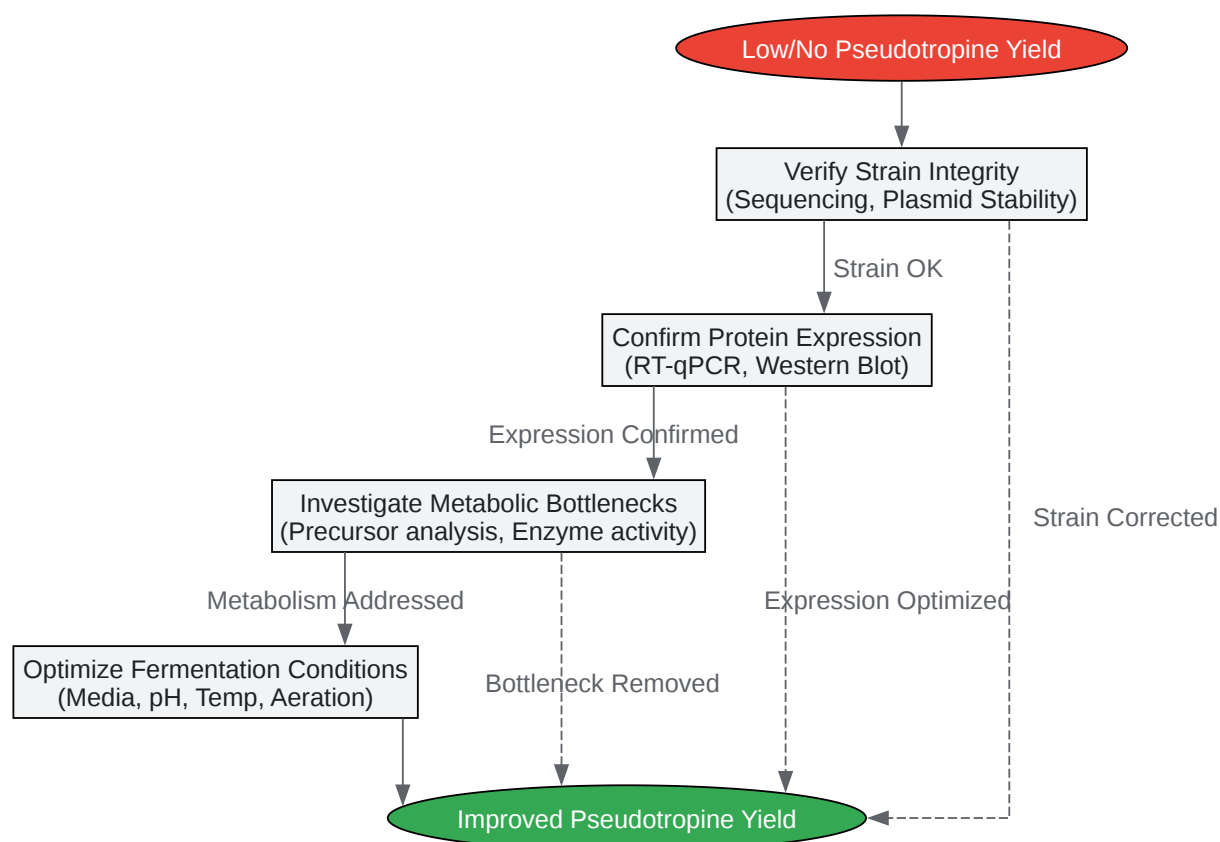 Low/No Pseudotropine Yield
Verify Strain Integrity
(Sequencing, Plasmid Stability)
Strain OK
Confirm Protein Expression
(RT-qPCR, Western Blot)
Expression Confirmed
Investigate Metabolic Bottlenecks
(Precursor analysis, Enzyme activity)
Strain Corrected
Metabolism Addressed
Expression Optimized
Optimize Fermentation Conditions
(Media, pH, Temp, Aeration)
Bottleneck Removed
Improved Pseudotropine Yield